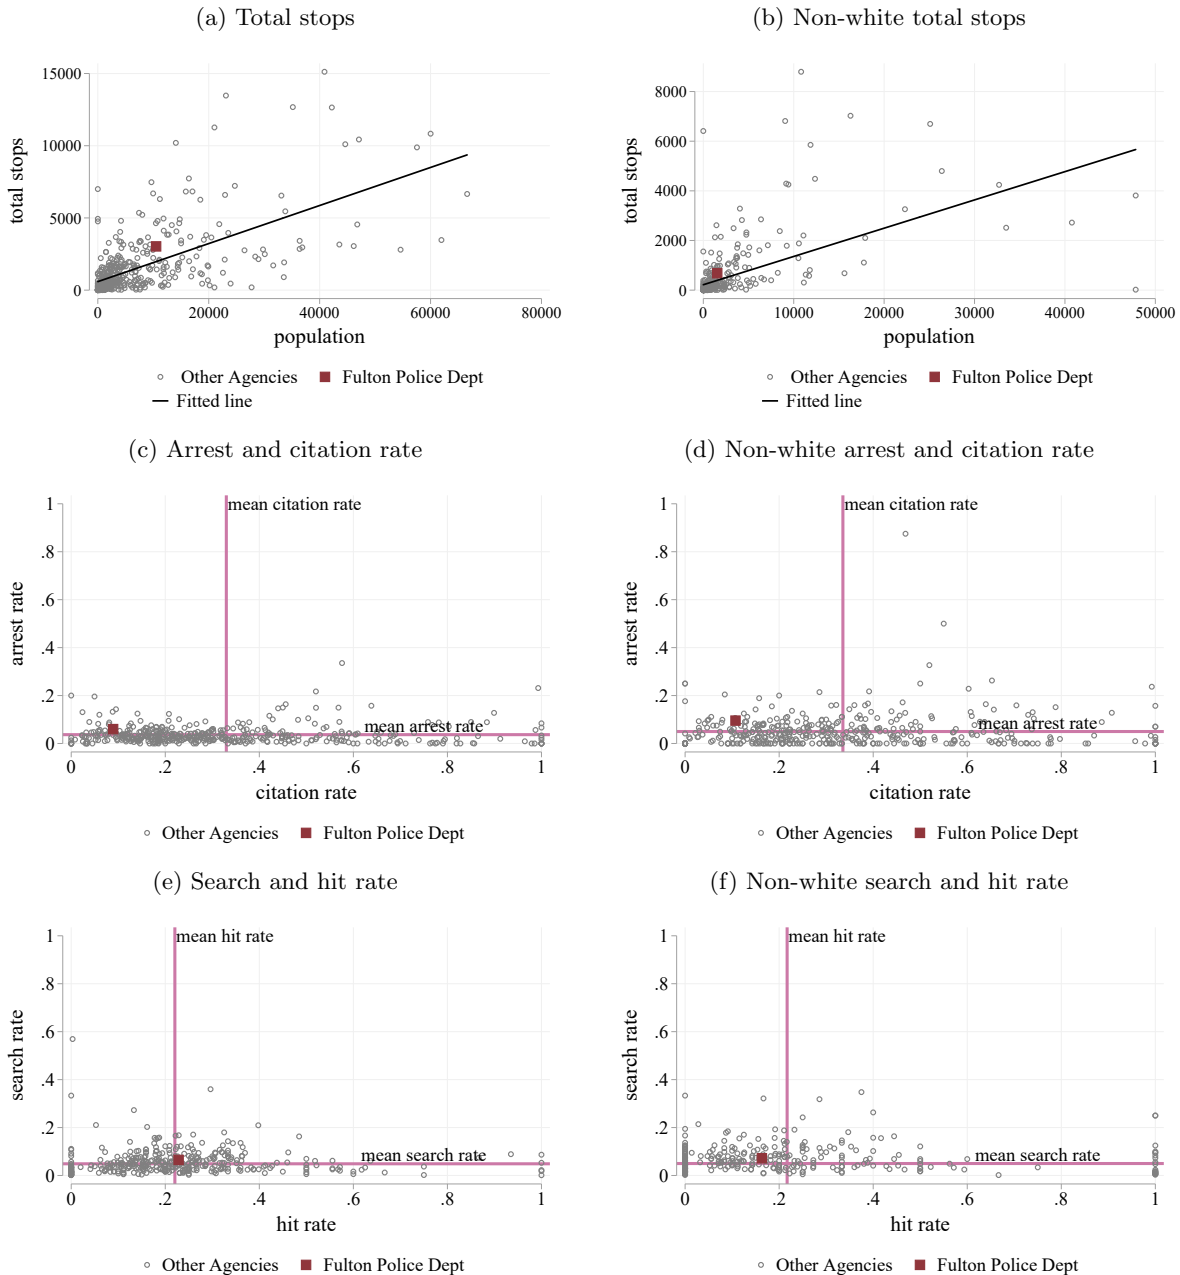 (a) Total stops
(b) Non-white total stops
15000
10000
5000
0
total stops
0 20000 40000 60000 80000
population
Other Agencies Fulton Police Dept
Fitted line
8000
6000
4000
2000
0
total stops
0 10000 20000 30000 40000 50000
population
Other Agencies Fulton Police Dept
Fitted line
(c) Arrest and citation rate
(d) Non-white arrest and citation rate
1
.8
.6
.4
.2
0
arrest rate
mean citation rate
mean arrest rate
0 .2 .4 .6 .8 1
citation rate
Other Agencies Fulton Police Dept
1
.8
.6
.4
.2
0
arrest rate
mean citation rate
mean arrest rate
0 .2 .4 .6 .8 1
citation rate
Other Agencies Fulton Police Dept
(e) Search and hit rate
(f) Non-white search and hit rate
1
.8
.6
.4
.2
0
search rate
mean hit rate
mean search rate
0 .2 .4 .6 .8 1
hit rate
Other Agencies Fulton Police Dept
1
.8
.6
.4
.2
0
search rate
mean hit rate
mean search rate
0 .2 .4 .6 .8 1
hit rate
Other Agencies Fulton Police Dept